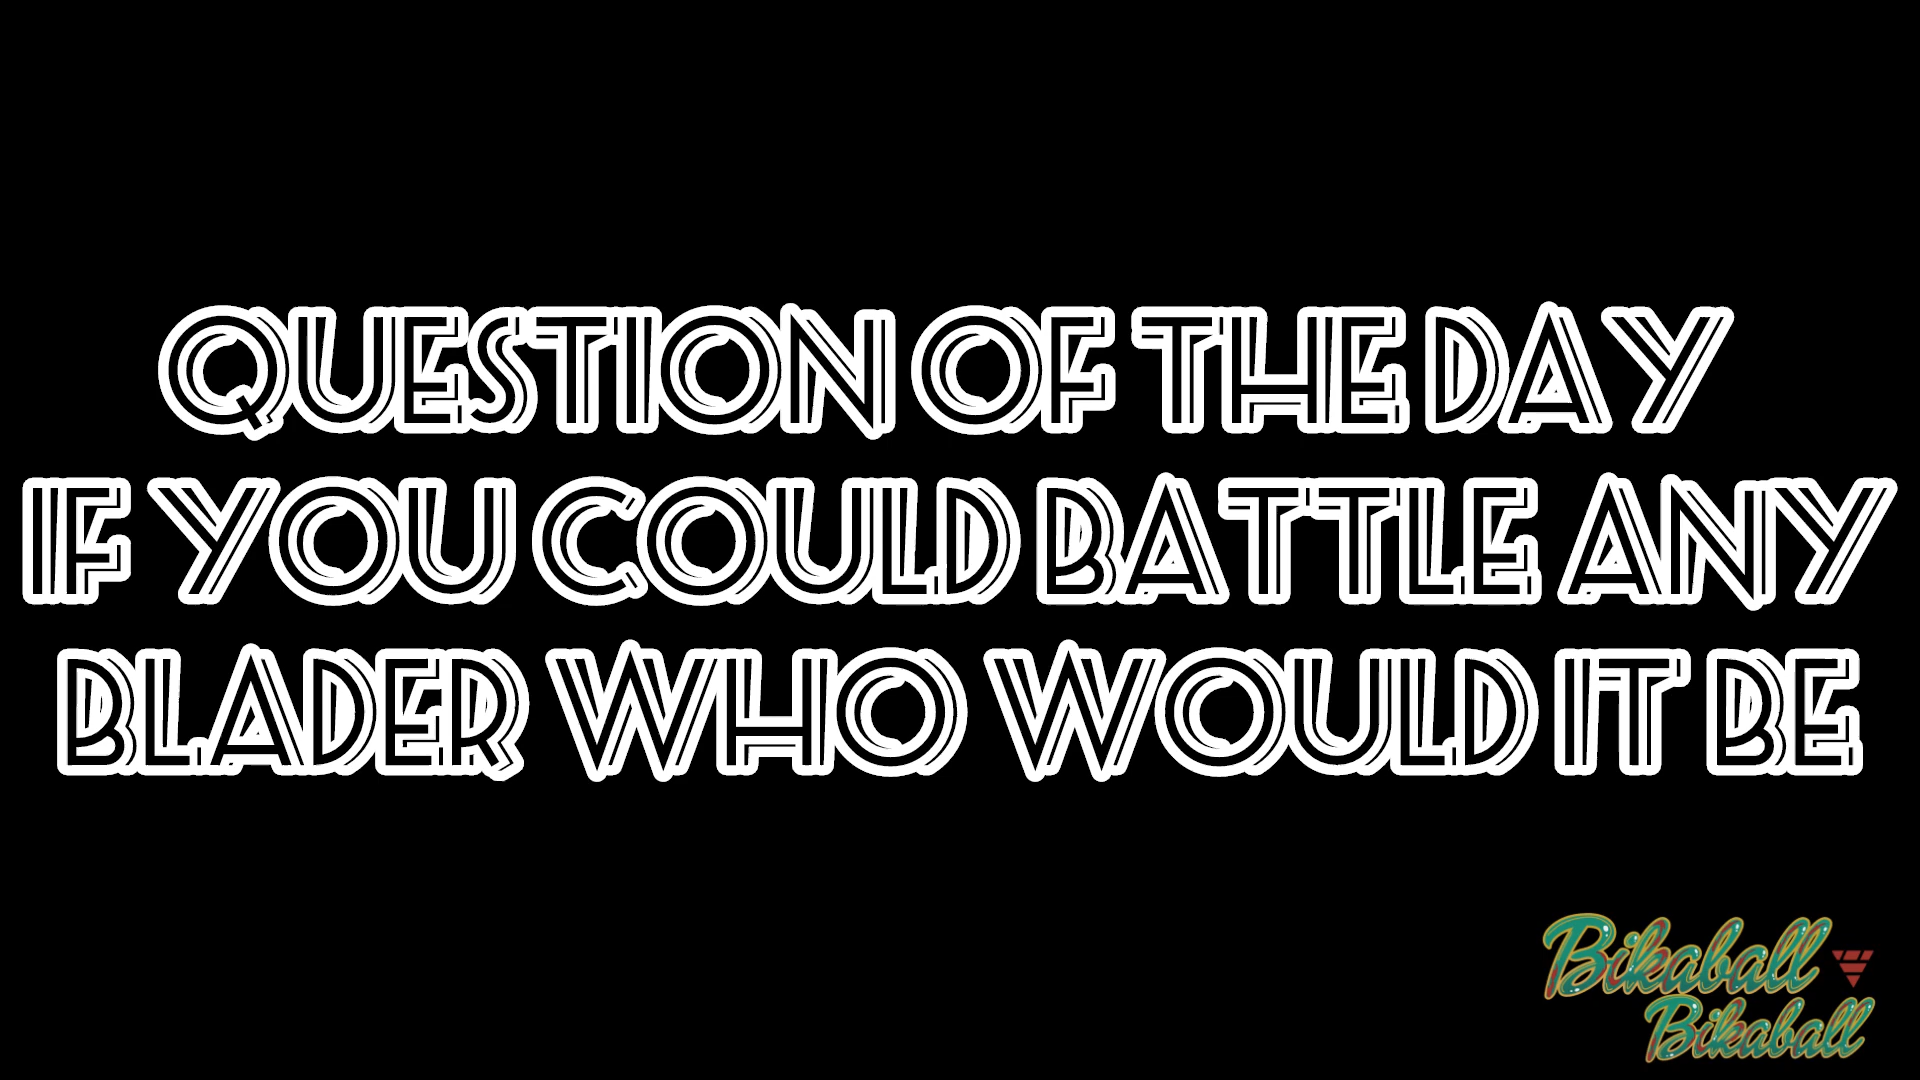 QUESTION OF THE DAY
IF YOU COULD BATTLE ANY
BLADER WHO WOULD IT BE
Bikaball
Bikaball